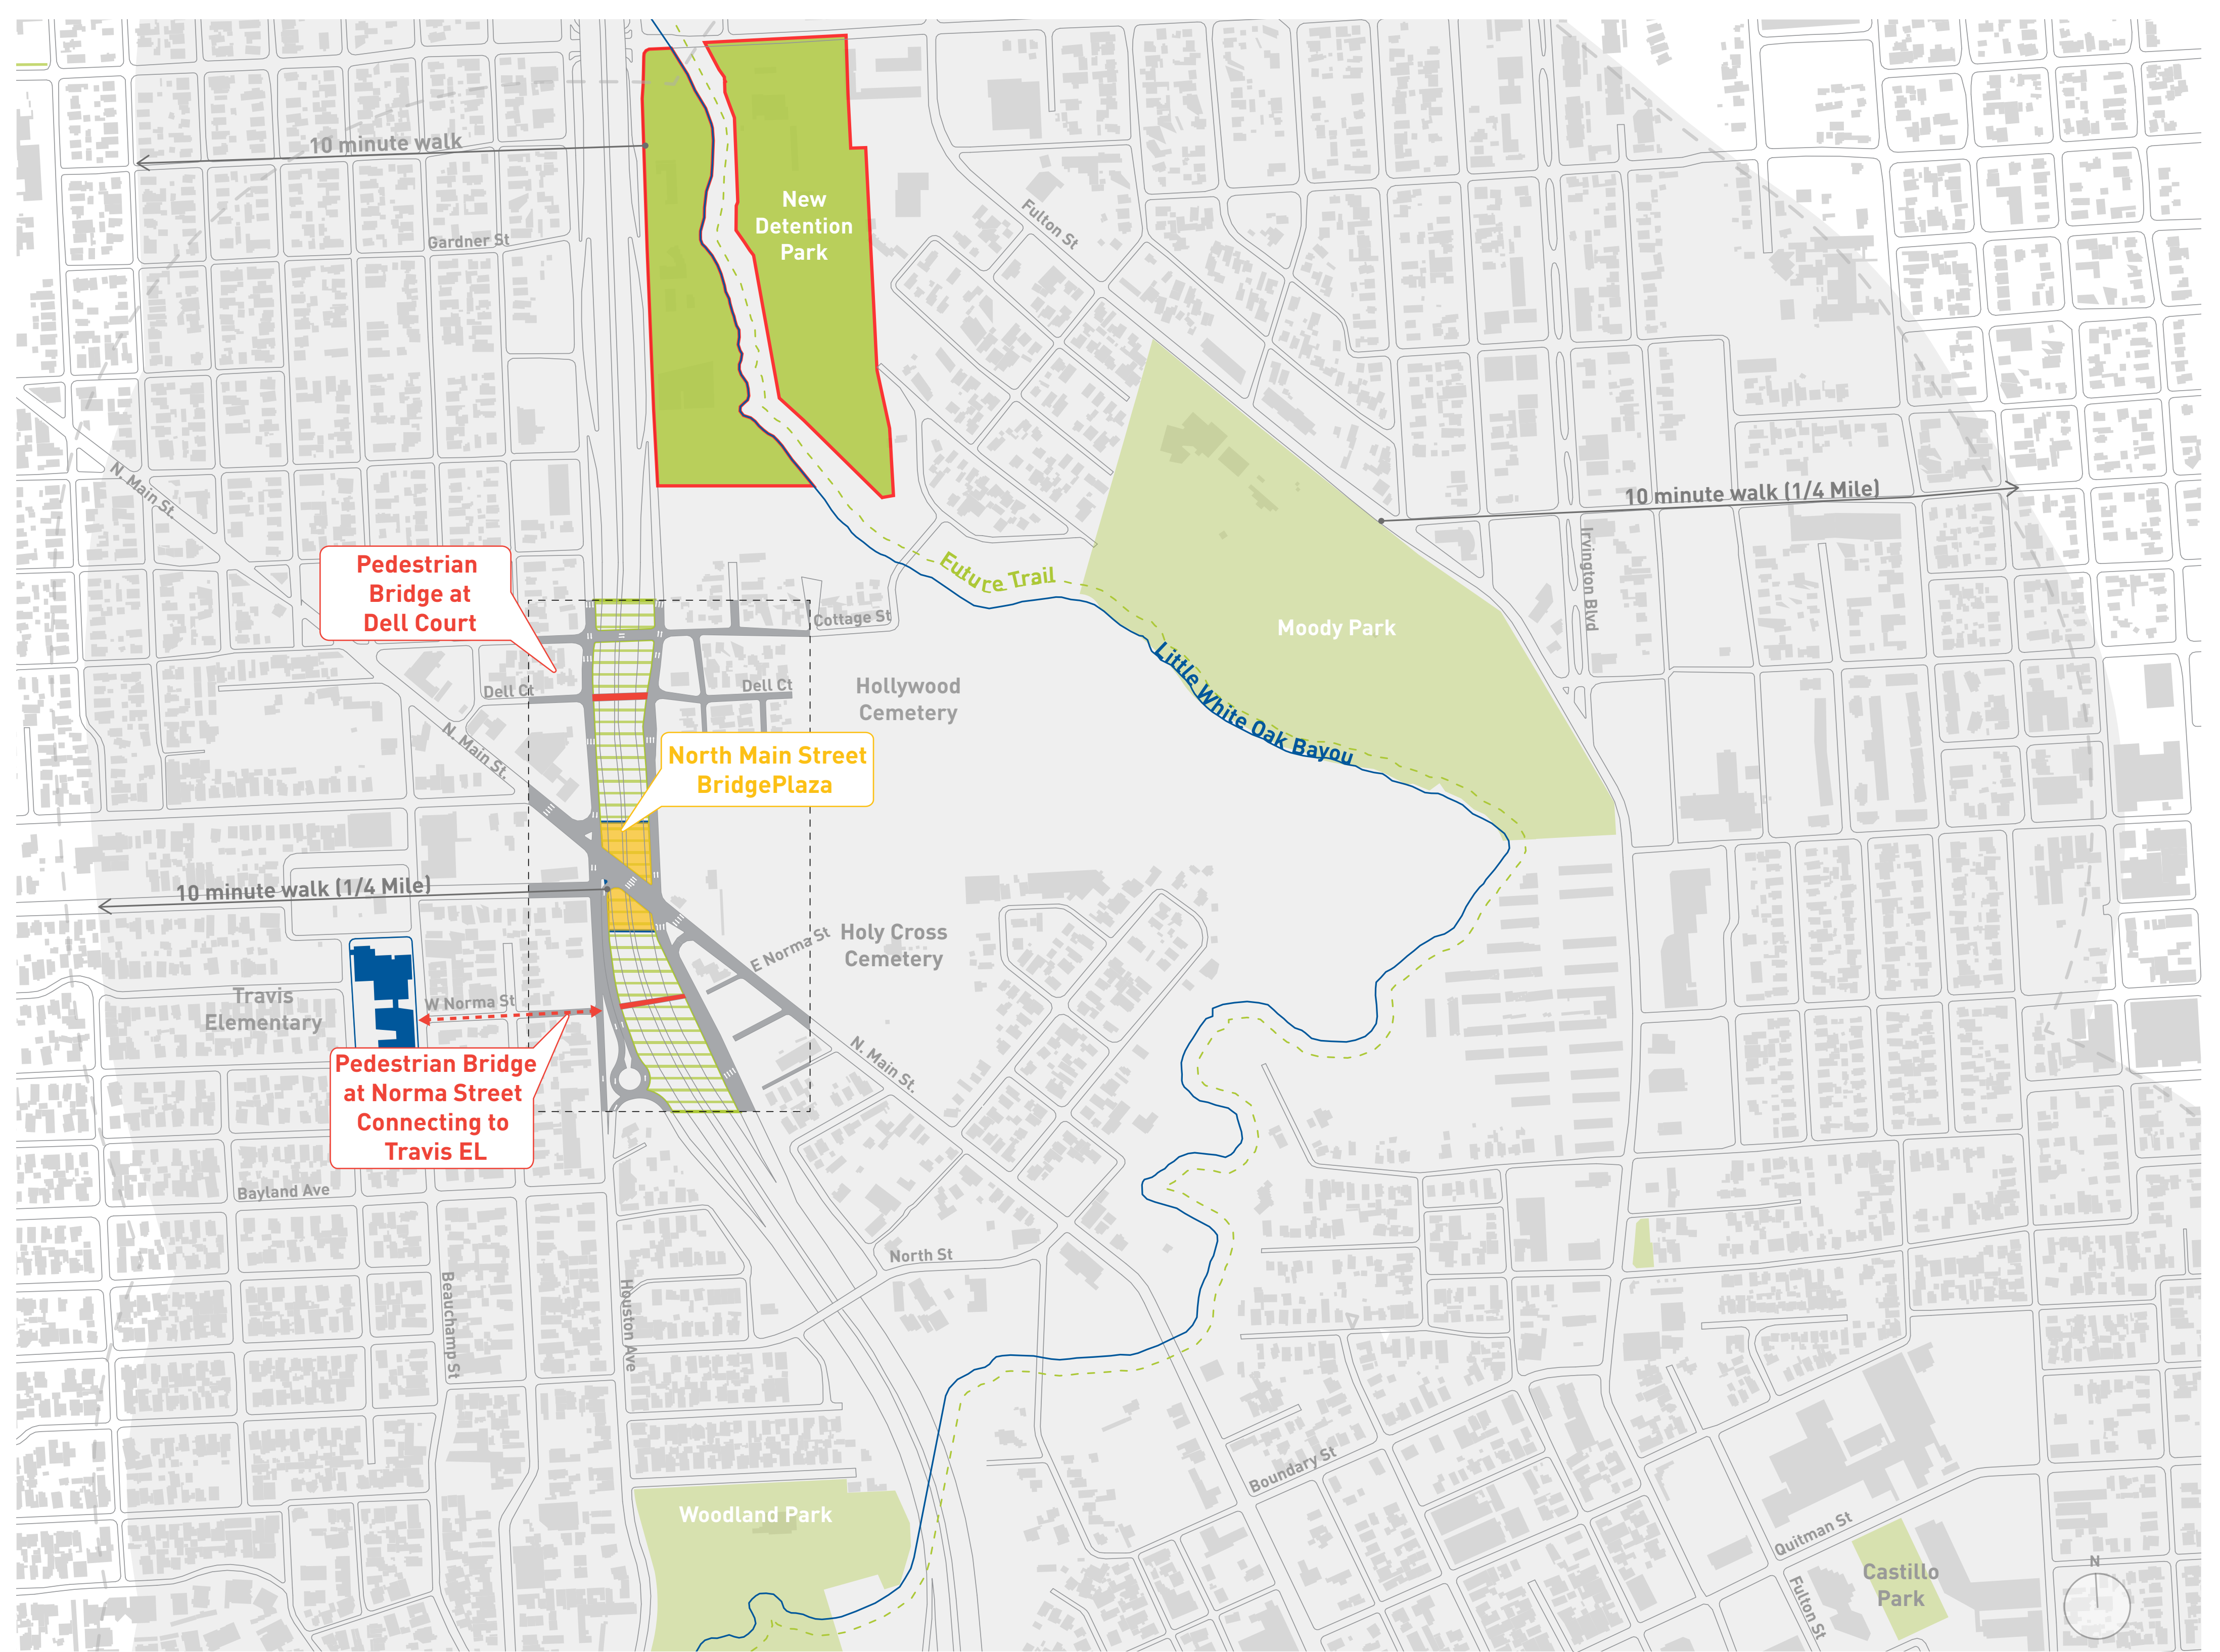 10 minute walk
New
Detention
Park
Fulton St
Gardner St
N. Main St.
10 minute walk (1/4 Mile)
Irvington Blvd
Pedestrian
Bridge at
Dell Court
Future Trail
Cottage St
Moody Park
Little White Oak Bayou
Dell Ct
Dell Ct
Hollywood
Cemetery
N. Main St.
North Main Street
BridgePlaza
10 minute walk (1/4 Mile)
E Norma St
Holy Cross
Cemetery
Travis
Elementary
W Norma St
N. Main St.
Pedestrian Bridge
at Norma Street
Connecting to
Travis EL
Bayland Ave
North St
Beauchamp St
Houston Ave
Boundary St
Woodland Park
Quitman St
Castillo
Park
Fulton St
N